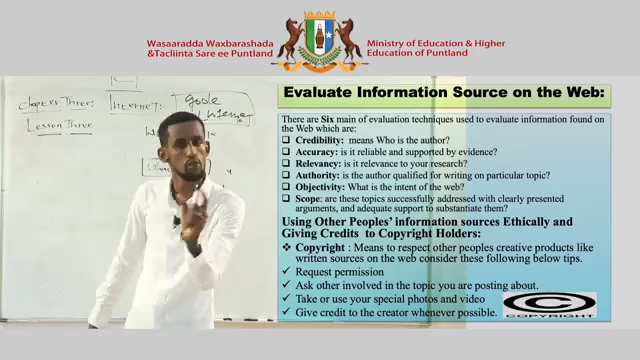 Wasaaradda Waxbarashada
&Tacliinta Sare ee Puntland
Ministry of Education & Higher
Education of Puntland
Chapter Three:
Lesson Three
Internet:
Evaluate Information Source on the Web:
There are Six main of evaluation techniques used to evaluate information found
on the Web which are:
Credibility: means Who is the author?
Accuracy: is it reliable and supported by evidence?
Relevancy: is it relevance to your research?
Authority: is the author qualified for writing on particular topic?
Objectivity: What is the intent of the web?
Scope: are these topics successfully addressed with clearly presented
arguments, and adequate support to substantiate them?
Using Other Peoples’ information sources Ethically and
Giving Credits to Copyright Holders:
Copyright : Means to respect other peoples creative products like
written sources on the web consider these following below tips.
Request permission
Ask other involved in the topic you are posting about.
Take or use your special photos and video
Give credit to the creator whenever possible.
COPYRIGHT